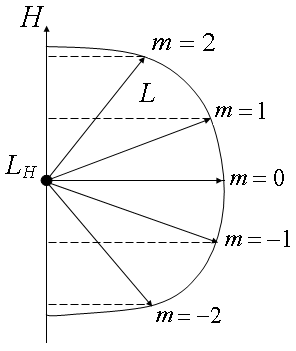 H
m = 2
L
m = 1
L_H
m = 0
m = -1
m = -2